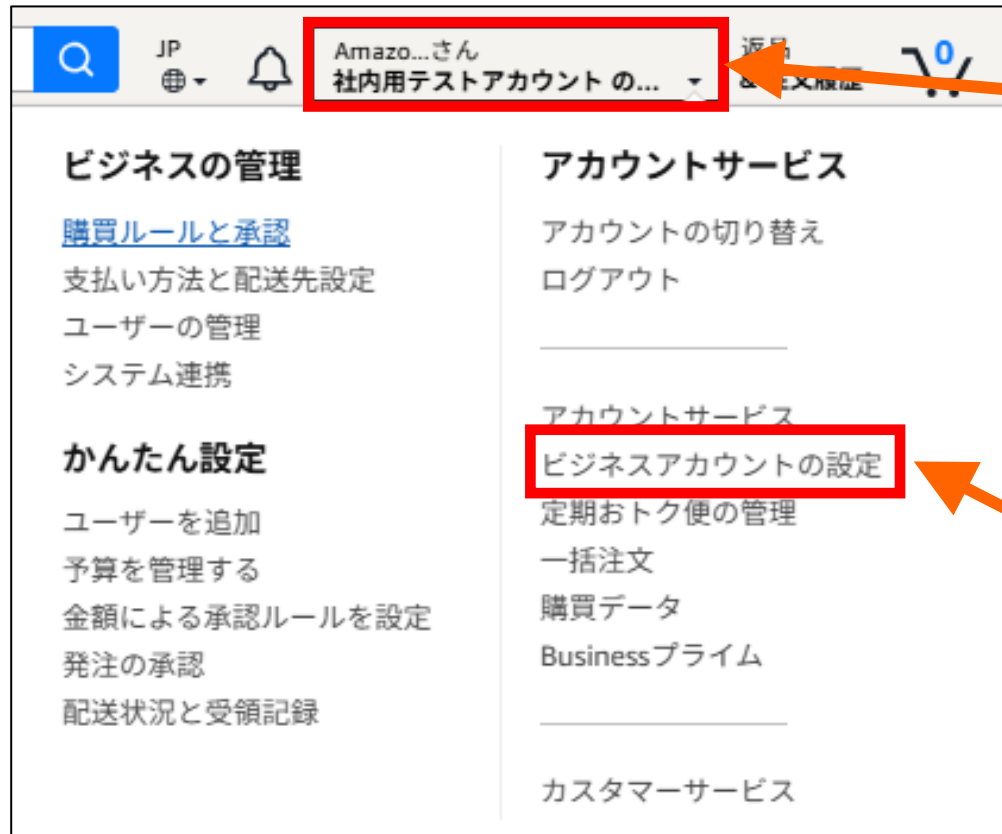 JP
Amazo...さん
社内用テストアカウント の...
返品
& 注文履歴
0
ビジネスの管理
購買ルールと承認
支払い方法と配送先設定
ユーザーの管理
システム連携
かんたん設定
ユーザーを追加
予算を管理する
金額による承認ルールを設定
発注の承認
配送状況と受領記録
アカウントサービス
アカウントの切り替え
ログアウト
アカウントサービス
ビジネスアカウントの設定
定期おトク便の管理
一括注文
購買データ
Businessプライム
カスタマーサービス